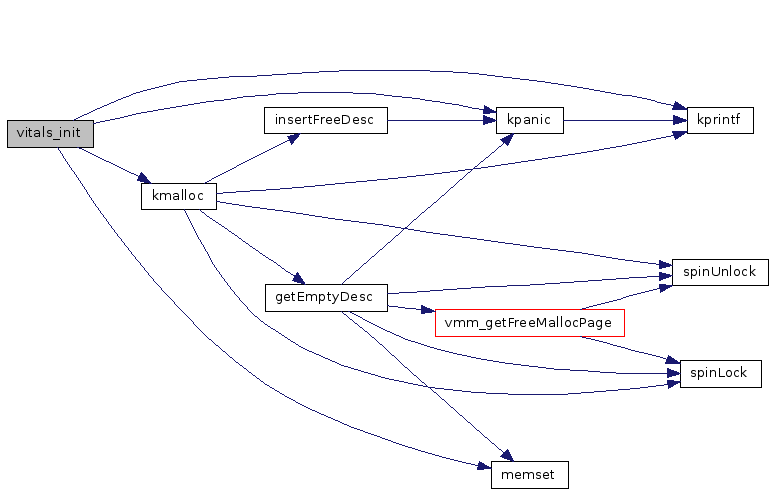 vitals_init
kmalloc
insertFreeDesc
kpanic
kprintf
getEmptyDesc
vmm_getFreeMallocPage
spinUnlock
spinLock
memset